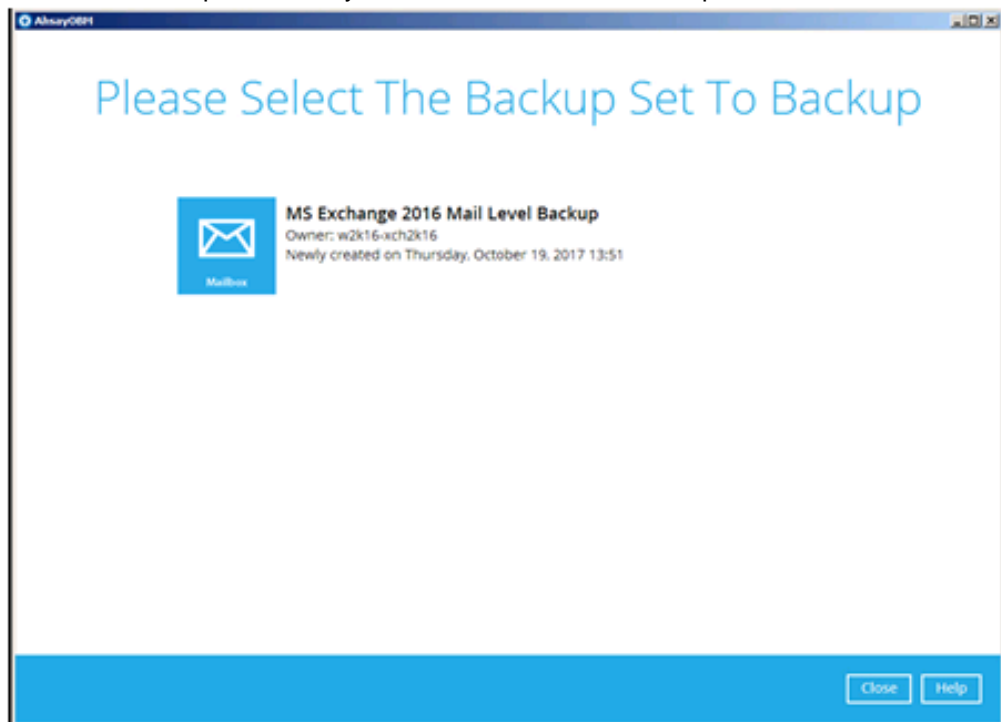 AhsayOBM
Please Select The Backup Set To Backup
MS Exchange 2016 Mail Level Backup
Owner: w2k16-xch2k16
Newly created on Thursday, October 19, 2017 13:51
Mailbox
Close Help